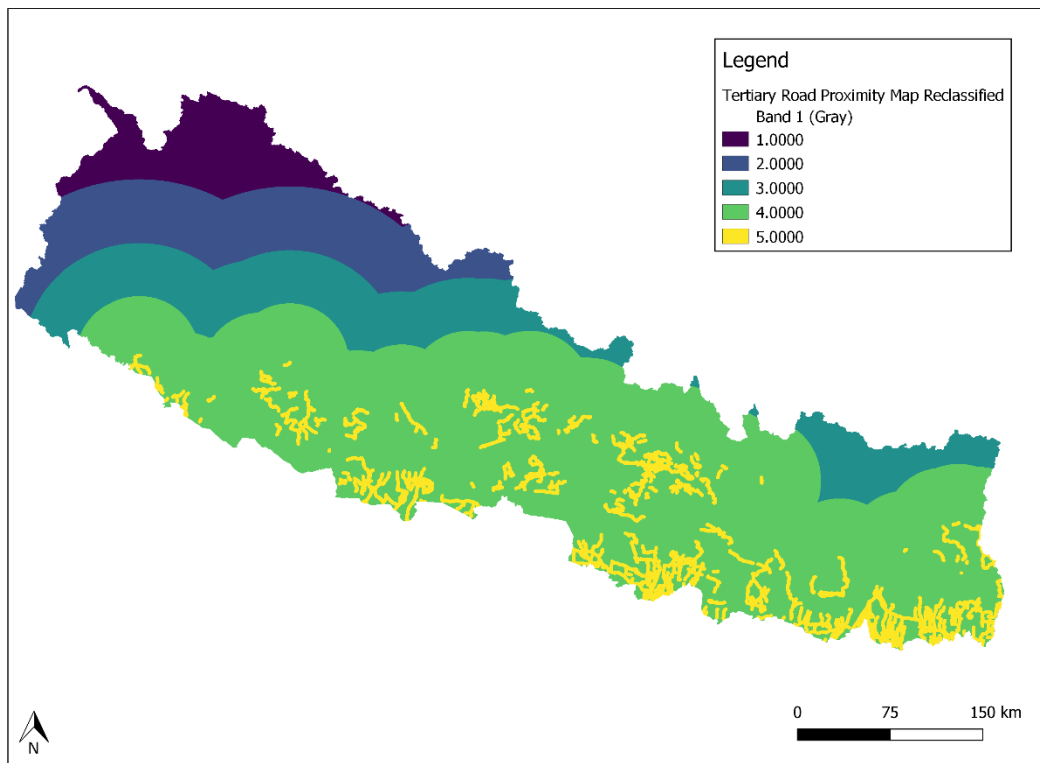 Legend
Tertiary Road Proximity Map Reclassified
Band 1 (Gray)
1.0000
2.0000
3.0000
4.0000
5.0000
N
0 75 150 km